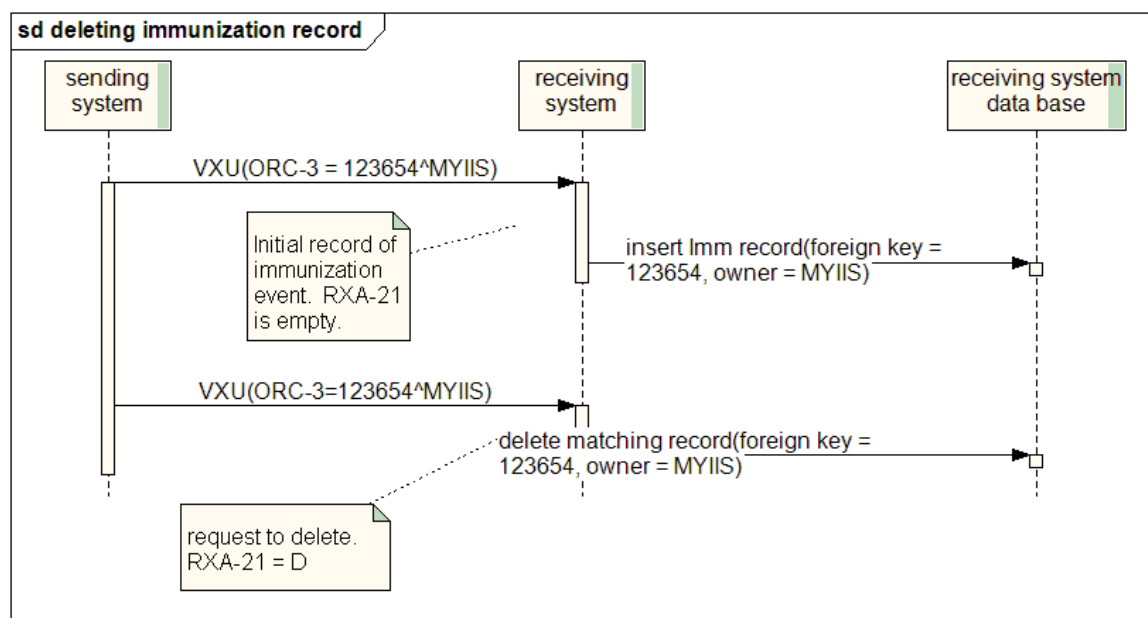 sd deleting immunization record
sending
system
receiving
system
receiving system
data base
VXU(ORC-3 = 123654^MYIIS)
Initial record of
immunization
event.  RXA-21
is empty.
insert Imm record(foreign key =
123654, owner = MYIIS)
VXU(ORC-3=123654^MYIIS)
delete matching record(foreign key =
123654, owner = MYIIS)
request to delete.
RXA-21 = D